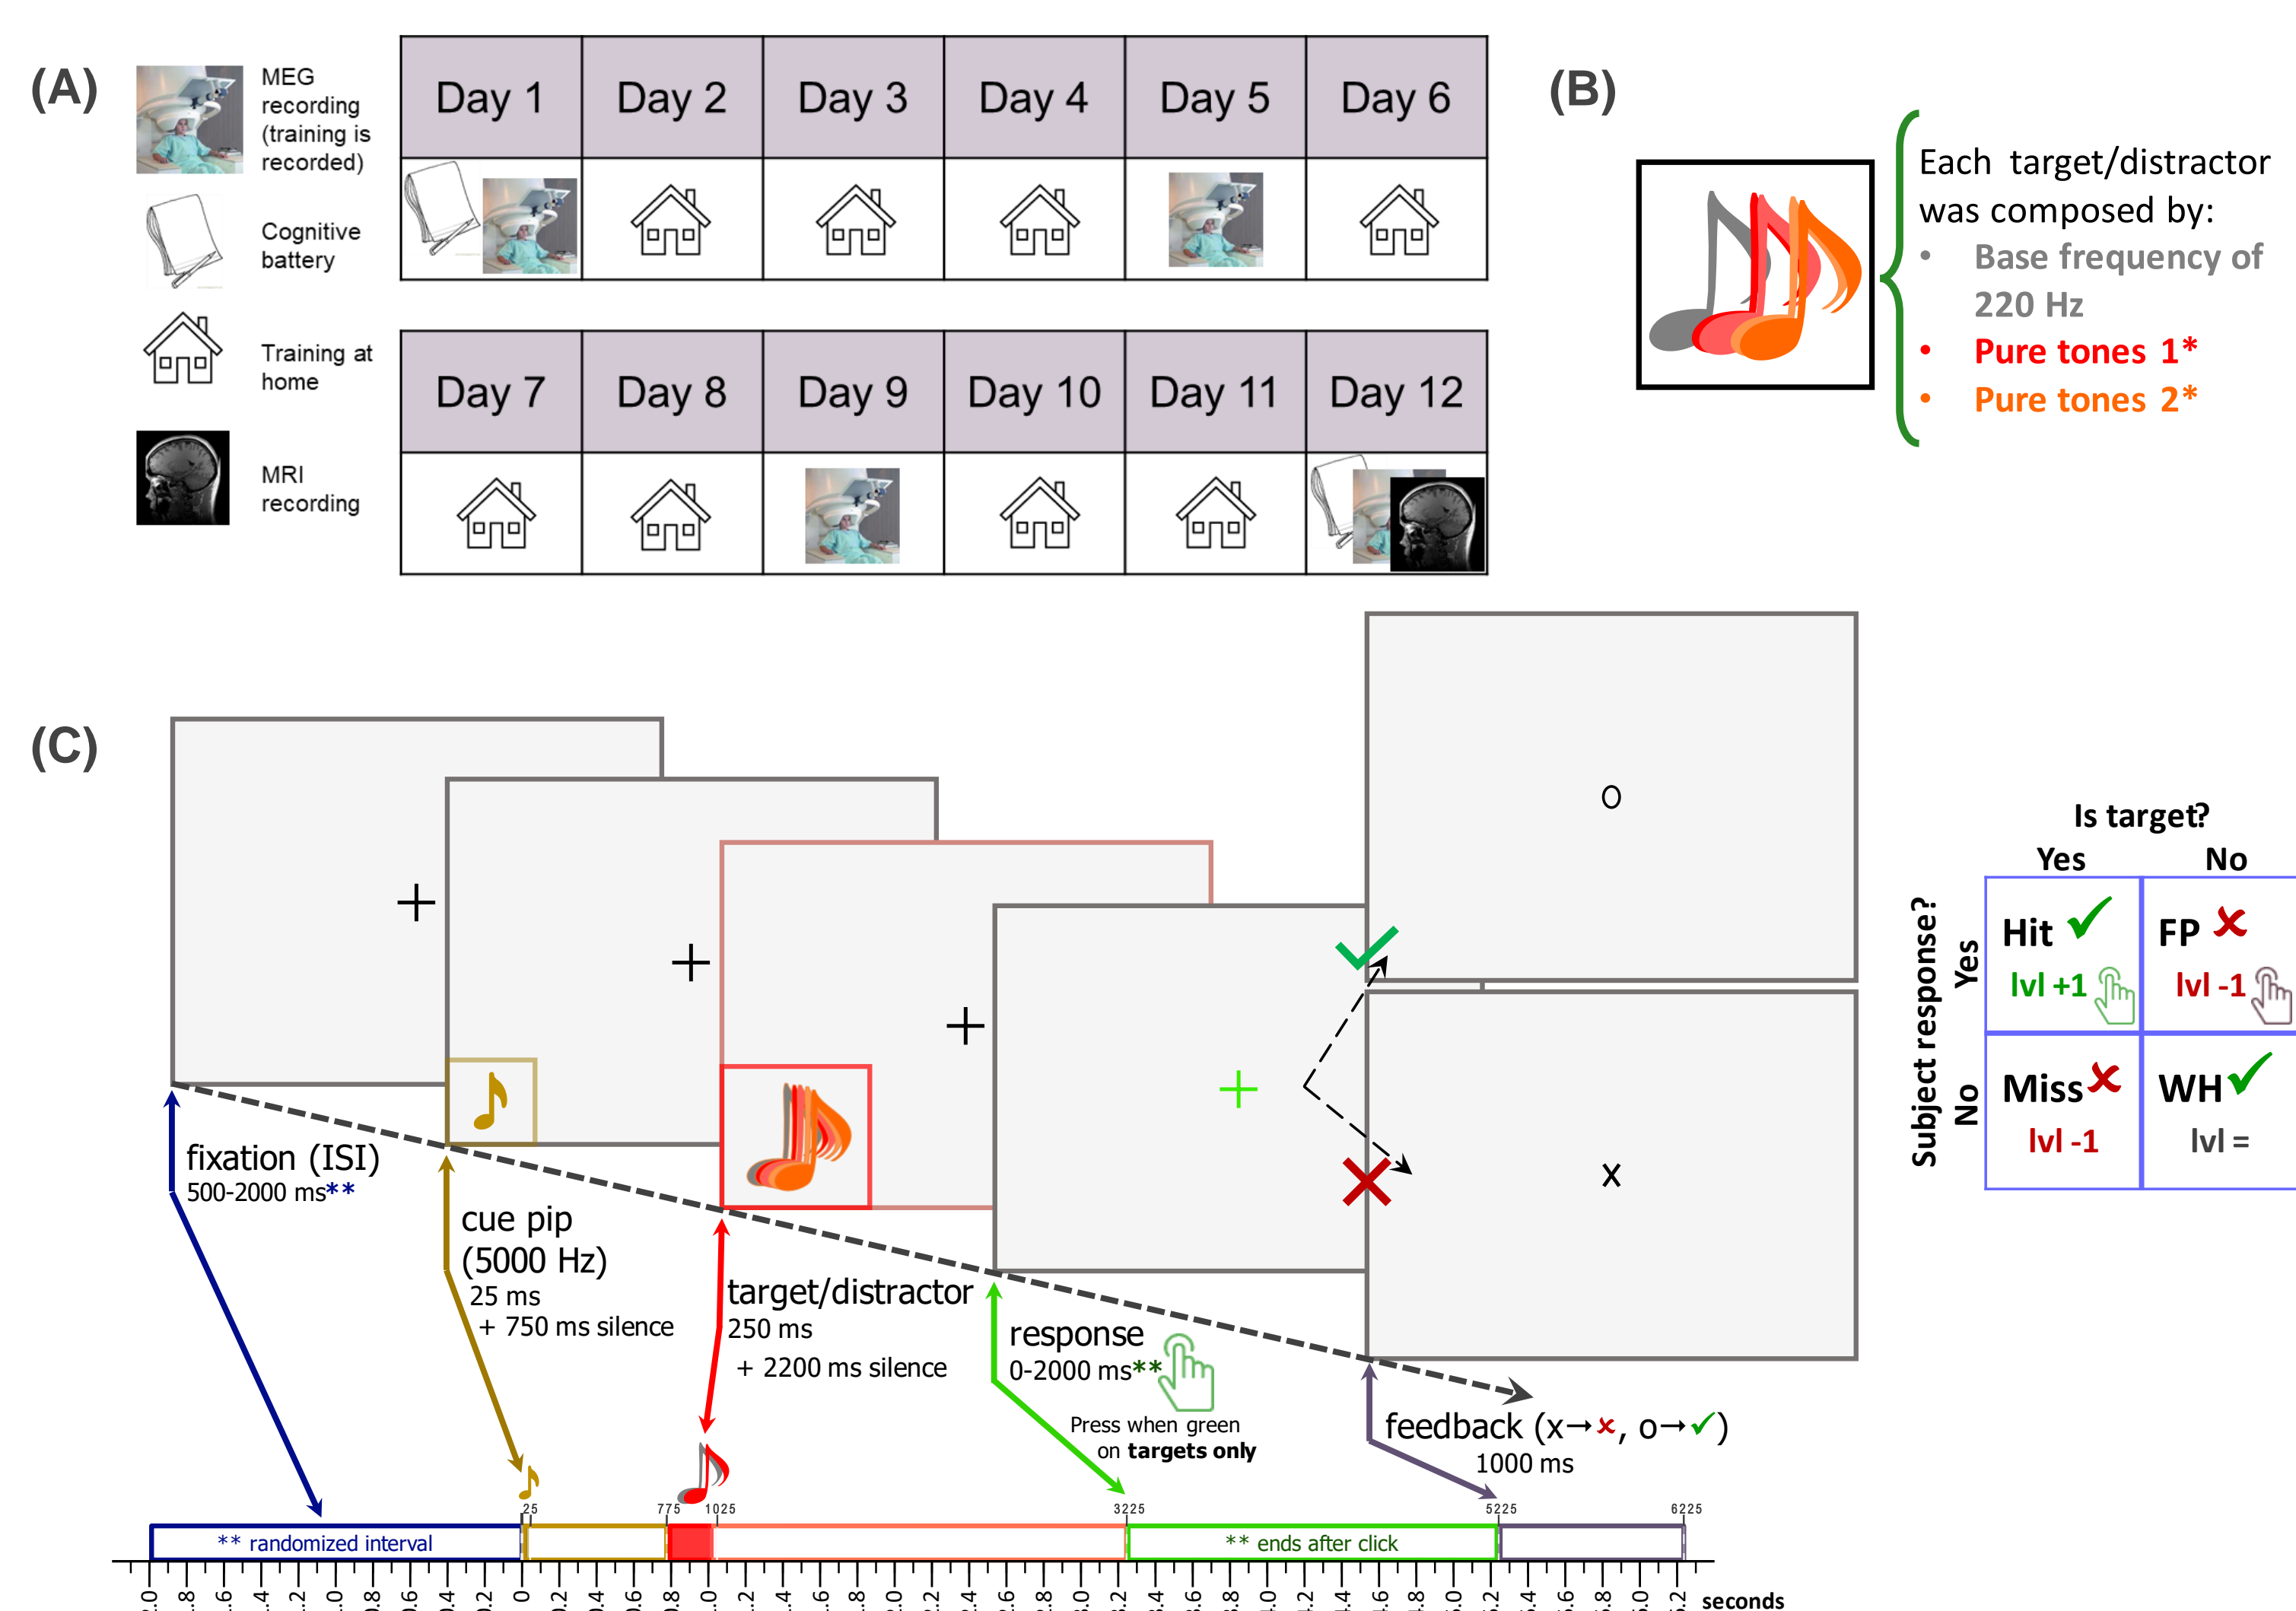 (A)
MEG
recording
(training is
recorded)
Cognitive
battery
Training at
home
MRI
recording
Day 1 Day 2 Day 3 Day 4 Day 5 Day 6
Day 7 Day 8 Day 9 Day 10 Day 11 Day 12
(B)
Each target/distractor
was composed by:
• Base frequency of
220 Hz
• Pure tones 1*
• Pure tones 2*
(C)
fixation (ISI)
500-2000 ms**
cue pip
(5000 Hz)
25 ms
+ 750 ms silence
target/distractor
250 ms
+ 2200 ms silence
response
0-2000 ms**
Press when green
on targets only
o
x
feedback (x→✘, o→✓)
1000 ms
Is target?
Yes No
Subject response?
Yes
No
Hit ✓ FP ✘
lvl +1 lvl -1
Miss ✘ WH ✓
lvl -1 lvl =
25 775 1025 3225 5225 6225
** randomized interval
** ends after click
0
seconds